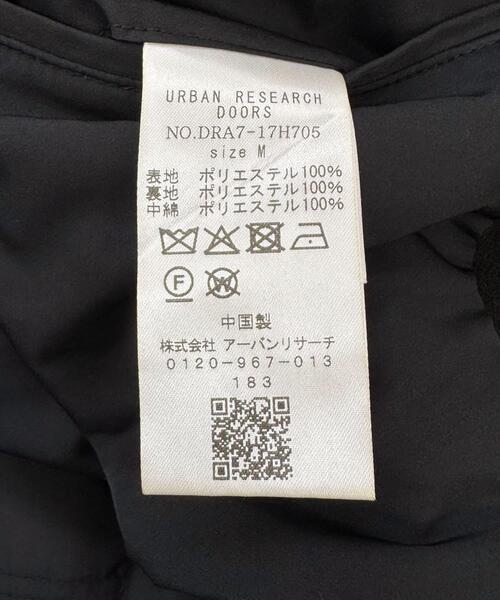 URBAN RESEARCH
DOORS
NO.DRA7-17H705
size M
表地 ポリエステル100%
裏地 ポリエステル100%
中綿 ポリエステル100%
F W
中国製
株式会社 アーバンリサーチ
0120-967-013
183